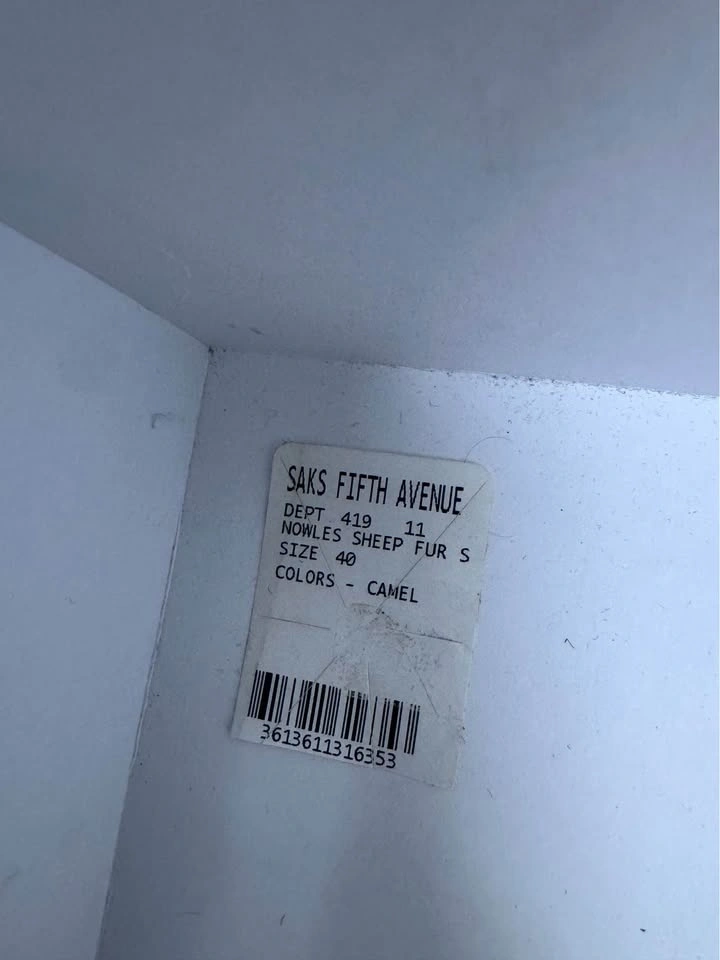 SAKS FIFTH AVENUE
DEPT 419 11
NOWLES SHEEP FUR S
SIZE 40
COLORS - CAMEL
3613611316353